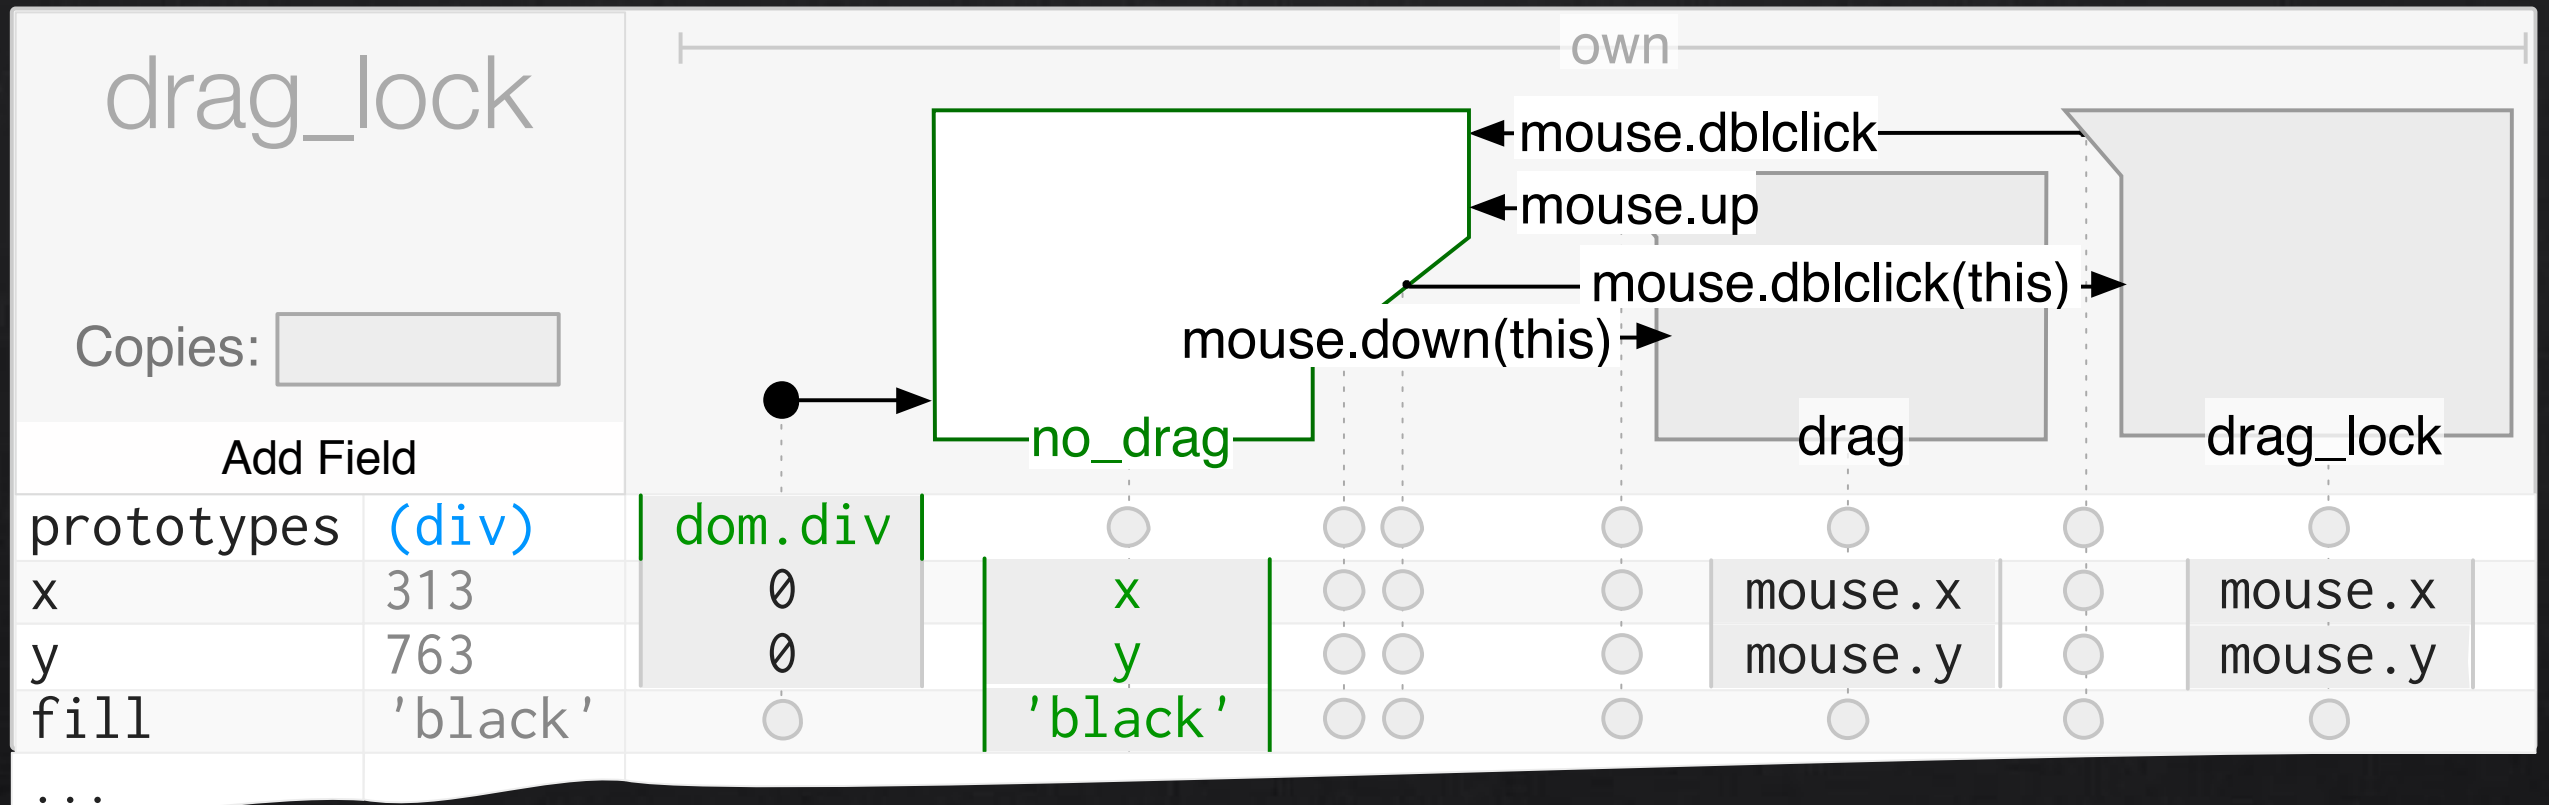 own
drag_lock
mouse.dblclick
mouse.up
mouse.dblclick(this)
mouse.down(this)
Copies:
no_drag
drag
drag_lock
Add Field
prototypes (div) dom.div
x 313 0 x mouse.x mouse.x
y 763 0 y mouse.y mouse.y
fill 'black' 'black'
...